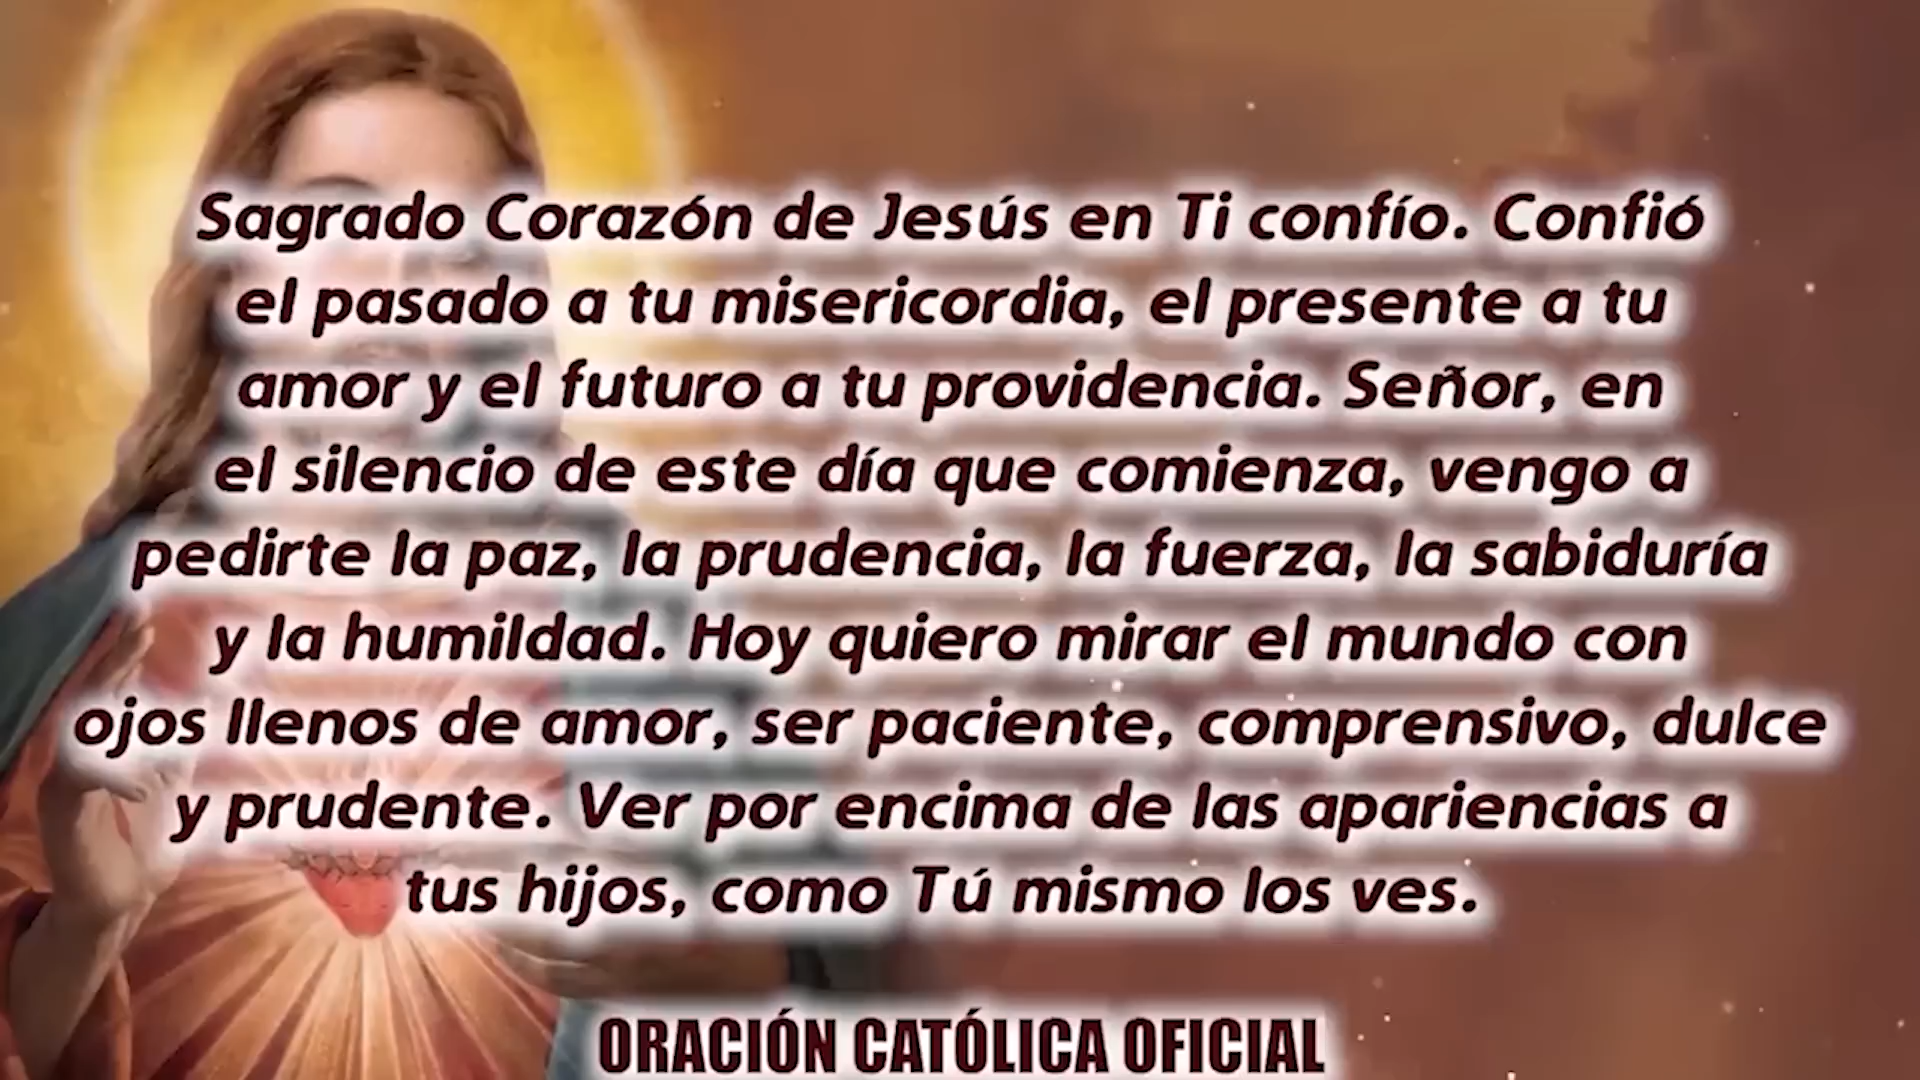 Sagrado Corazón de Jesús en Ti confío. Confió
el pasado a tu misericordia, el presente a tu
amor y el futuro a tu providencia. Señor, en
el silencio de este día que comienza, vengo a
pedirte la paz, la prudencia, la fuerza, la sabiduría
y la humildad. Hoy quiero mirar el mundo con
ojos llenos de amor, ser paciente, comprensivo, dulce
y prudente. Ver por encima de las apariencias a
tus hijos, como Tú mismo los ves.
ORACIÓN CATÓLICA OFICIAL